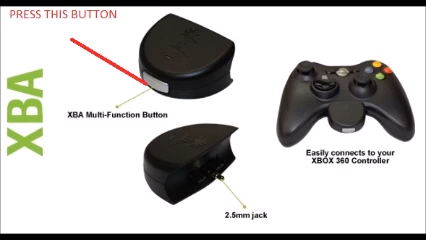 PRESS THIS BUTTON
XBA
XBA Multi-Function Button
Easily connects to your
XBOX 360 Controller
2.5mm jack